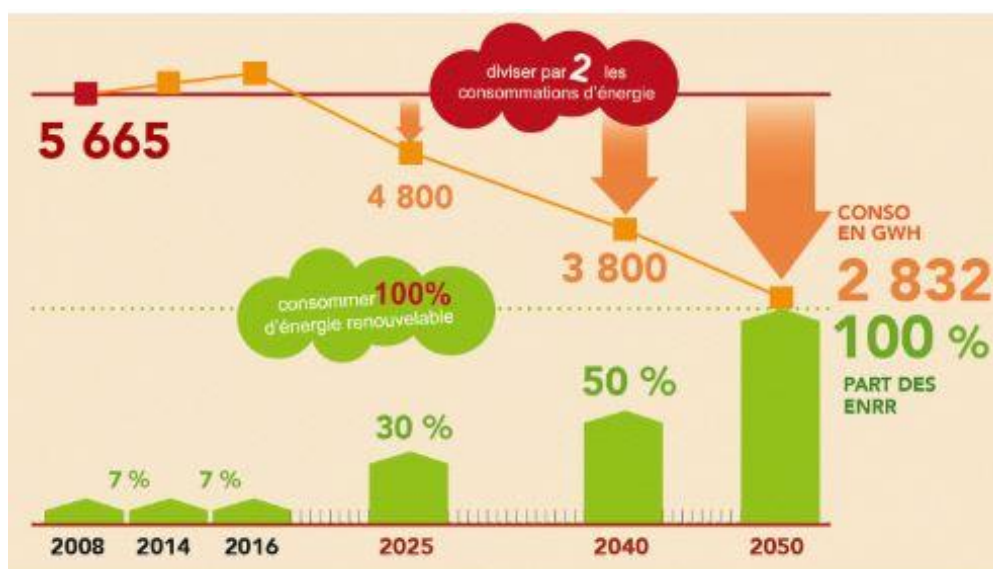 diviser par 2 les
consommations d'énergie
5 665
4 800
3 800
CONSO
EN GWH
2 832
consommer 100%
d'énergie renouvelable
100 %
PART DES
ENRR
50 %
30 %
7 % 7 %
2008 2014 2016 2025 2040 2050